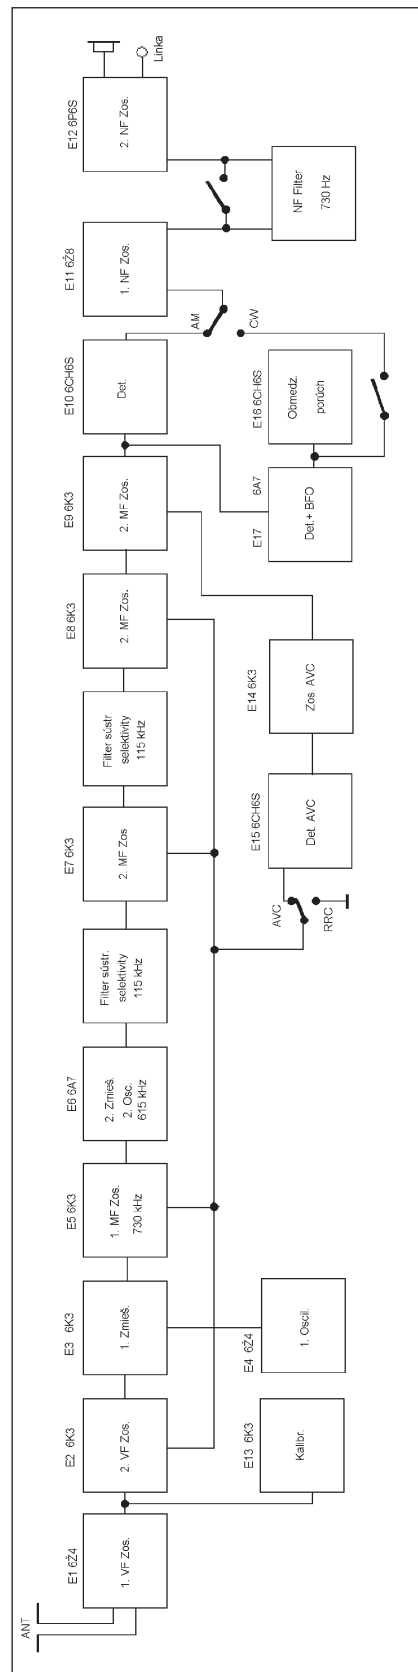 ANT
E1 6Ž4
1. VF Zos.
E2 6K3
2. VF Zos.
E13 6K3
Kalibr.
E3 6K3
1. Zmieš.
E4 6Ž4
1. Oscil.
E5 6K3
1. MF Zos.
730 kHz
E6 6A7
2. Zmieš.
2. Osc.
615 kHz
Filter sústr.
selektivity
115 kHz
E7 6K3
2. MF Zos
Filter sústr.
selektivity
115 kHz
E8 6K3
2. MF Zos.
E9 6K3
2. MF Zos.
AVC
RRC
E15 6CH6S
Det. AVC
E14 6K3
Zos. AVC
E17 6A7
Det.+ BFO
E16 6CH6S
Obmedz.
porúch
E10 6CH6S
Det.
AM
CW
E11 6Ž8
1. NF Zos.
NF Filter
730 Hz
E12 6P6S
2. NF Zos.
Linka